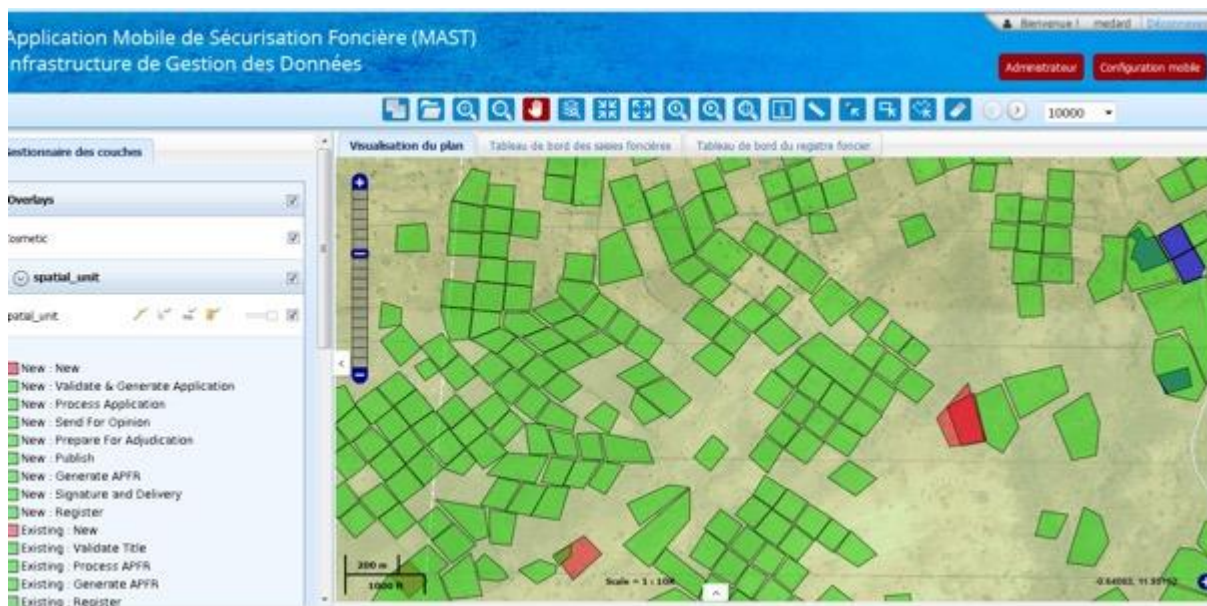 Bienvenue ! medard
Application Mobile de Sécurisation Foncière (MAST)
nfrastructure de Gestion des Données
Administrateur
Configuration mobile
10000
estionnaire des couches
Visualisation du plan
Tableau de bord des saisies foncières
Tableau de bord du registre foncier
Overlays
osmetic
spatial_unit
patial_unit
New : New
New : Validate & Generate Application
New : Process Application
New : Send For Opinion
New : Prepare For Adjudication
New : Publish
New : Generate APFR
New : Signature and Delivery
New : Register
Existing : New
Existing : Validate Title
Existing : Process APFR
Existing : Generate APFR
Existing : Register
200 m
1000 ft
Scale = 1 : 10K